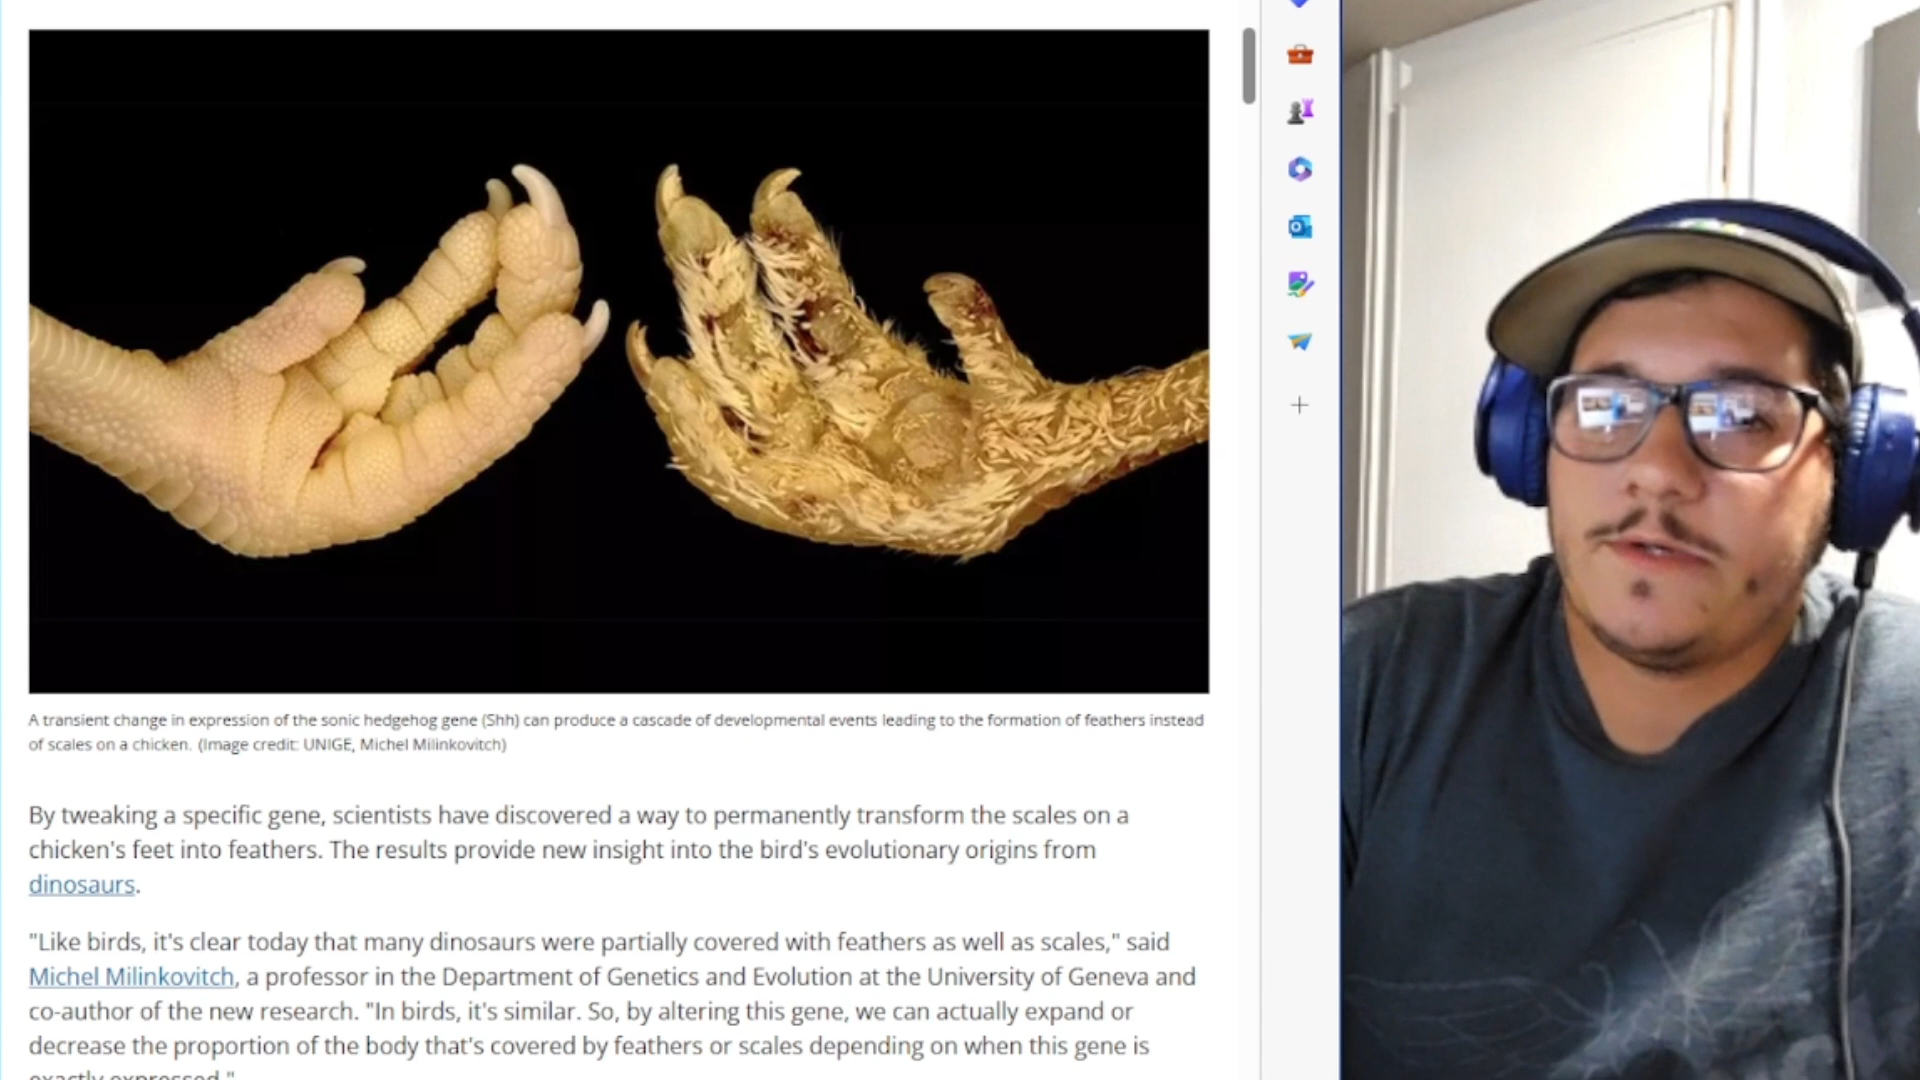 A transient change in expression of the sonic hedgehog gene (Shh) can produce a cascade of developmental events leading to the formation of feathers instead
of scales on a chicken. (Image credit: UNIGE, Michel Milinkovitch)
By tweaking a specific gene, scientists have discovered a way to permanently transform the scales on a
chicken's feet into feathers. The results provide new insight into the bird's evolutionary origins from
dinosaurs.
"Like birds, it's clear today that many dinosaurs were partially covered with feathers as well as scales," said
Michel Milinkovitch, a professor in the Department of Genetics and Evolution at the University of Geneva and
co-author of the new research. "In birds, it's similar. So, by altering this gene, we can actually expand or
decrease the proportion of the body that's covered by feathers or scales depending on when this gene is
exactly expressed."